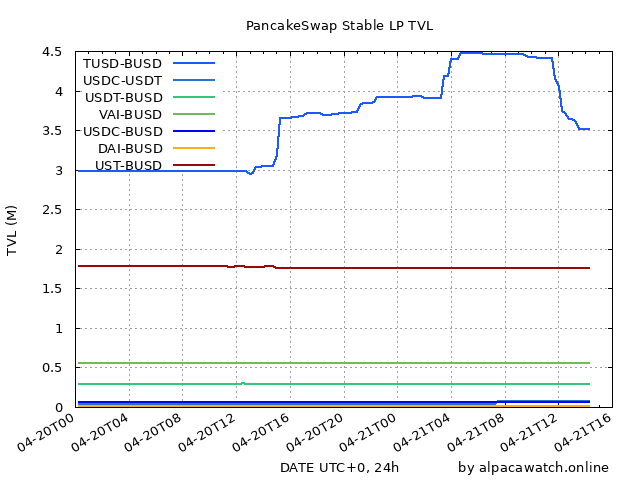 PancakeSwap Stable LP TVL
TUSD-BUSD
USDC-USDT
USDT-BUSD
VAI-BUSD
USDC-BUSD
DAI-BUSD
UST-BUSD
TVL (M)
4.5
4
3.5
3
2.5
2
1.5
1
0.5
0
04-20T00
04-20T04
04-20T08
04-20T12
04-20T16
04-20T20
04-21T00
04-21T04
04-21T08
04-21T12
04-21T16
DATE UTC+0, 24h
by alpacawatch.online